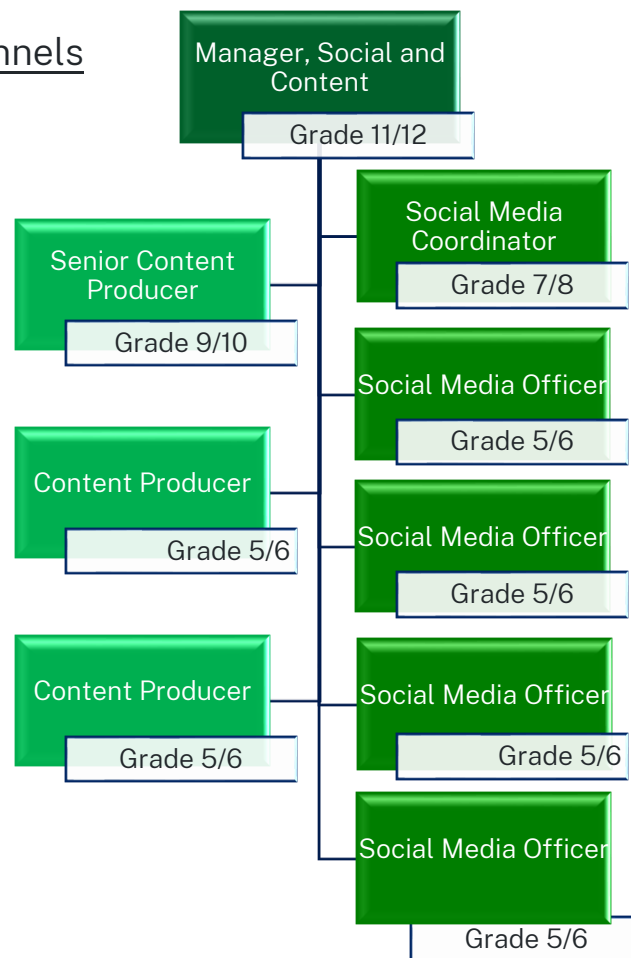 nnels
Manager, Social and
Content
Grade 11/12
Senior Content
Producer
Grade 9/10
Content Producer
Grade 5/6
Content Producer
Grade 5/6
Social Media
Coordinator
Grade 7/8
Social Media Officer
Grade 5/6
Social Media Officer
Grade 5/6
Social Media Officer
Grade 5/6
Social Media Officer
Grade 5/6